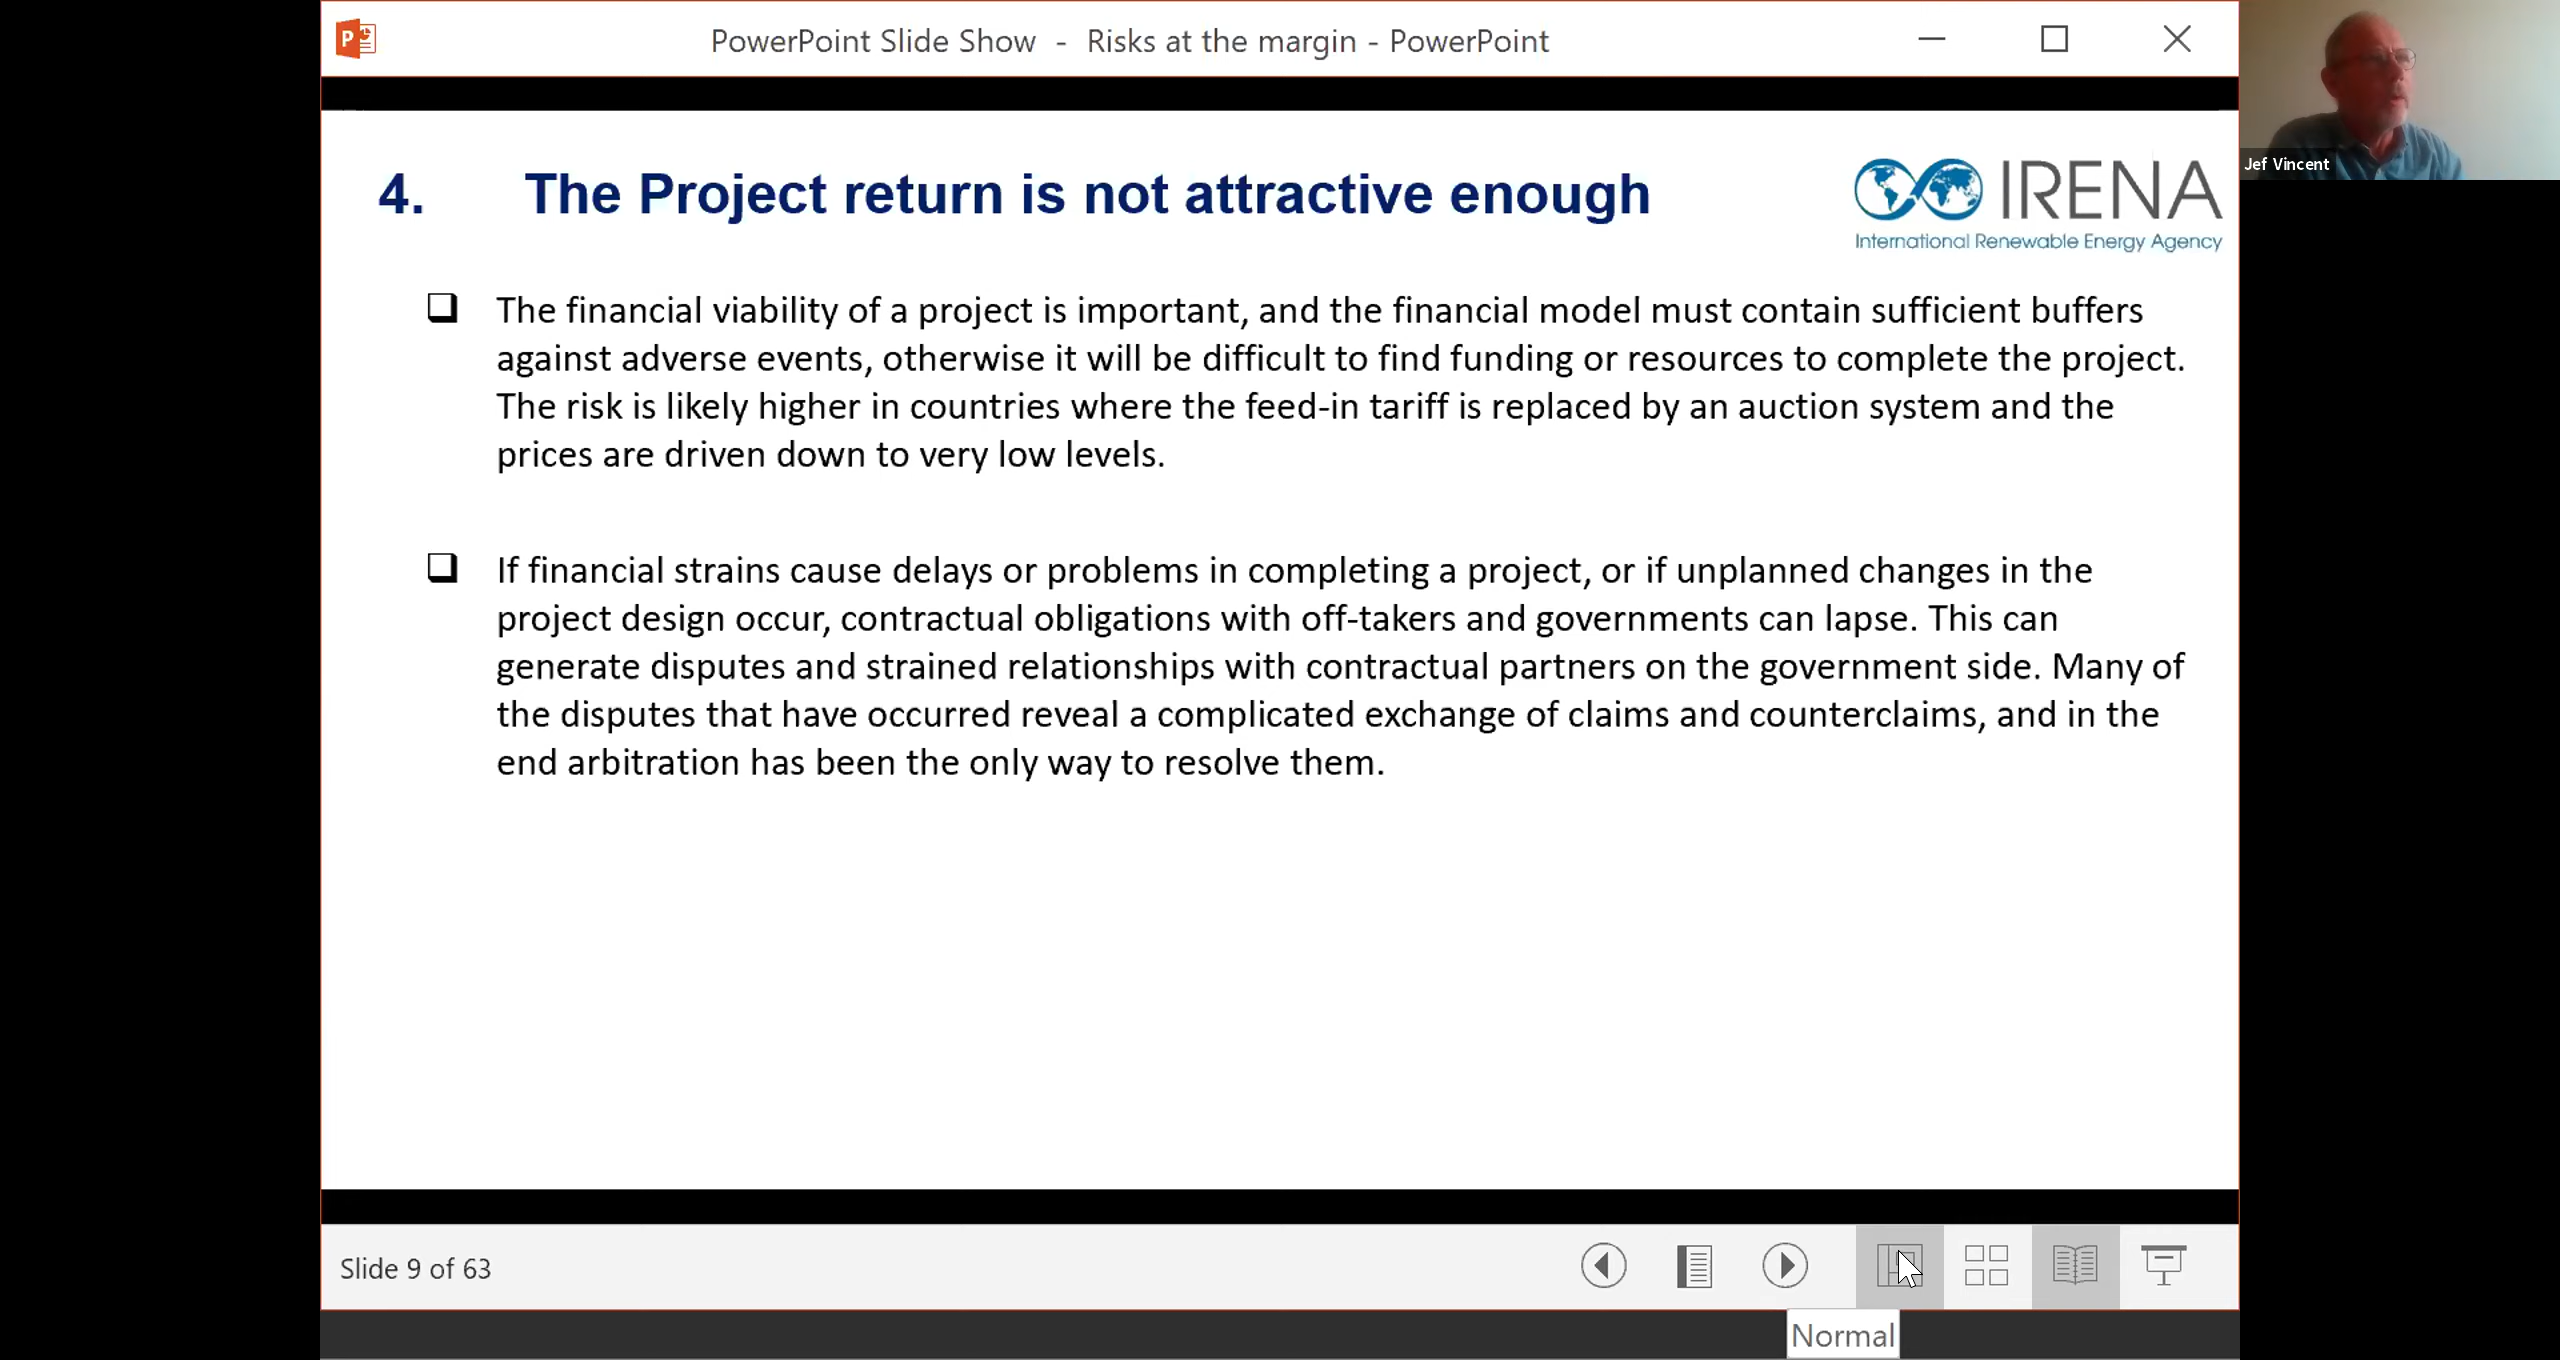 PowerPoint Slide Show - Risks at the margin - PowerPoint
Jef Vincent
4. The Project return is not attractive enough
IRENA
International Renewable Energy Agency
The financial viability of a project is important, and the financial model must contain sufficient buffers
against adverse events, otherwise it will be difficult to find funding or resources to complete the project.
The risk is likely higher in countries where the feed-in tariff is replaced by an auction system and the
prices are driven down to very low levels.
If financial strains cause delays or problems in completing a project, or if unplanned changes in the
project design occur, contractual obligations with off-takers and governments can lapse. This can
generate disputes and strained relationships with contractual partners on the government side. Many of
the disputes that have occurred reveal a complicated exchange of claims and counterclaims, and in the
end arbitration has been the only way to resolve them.
Slide 9 of 63
Normal